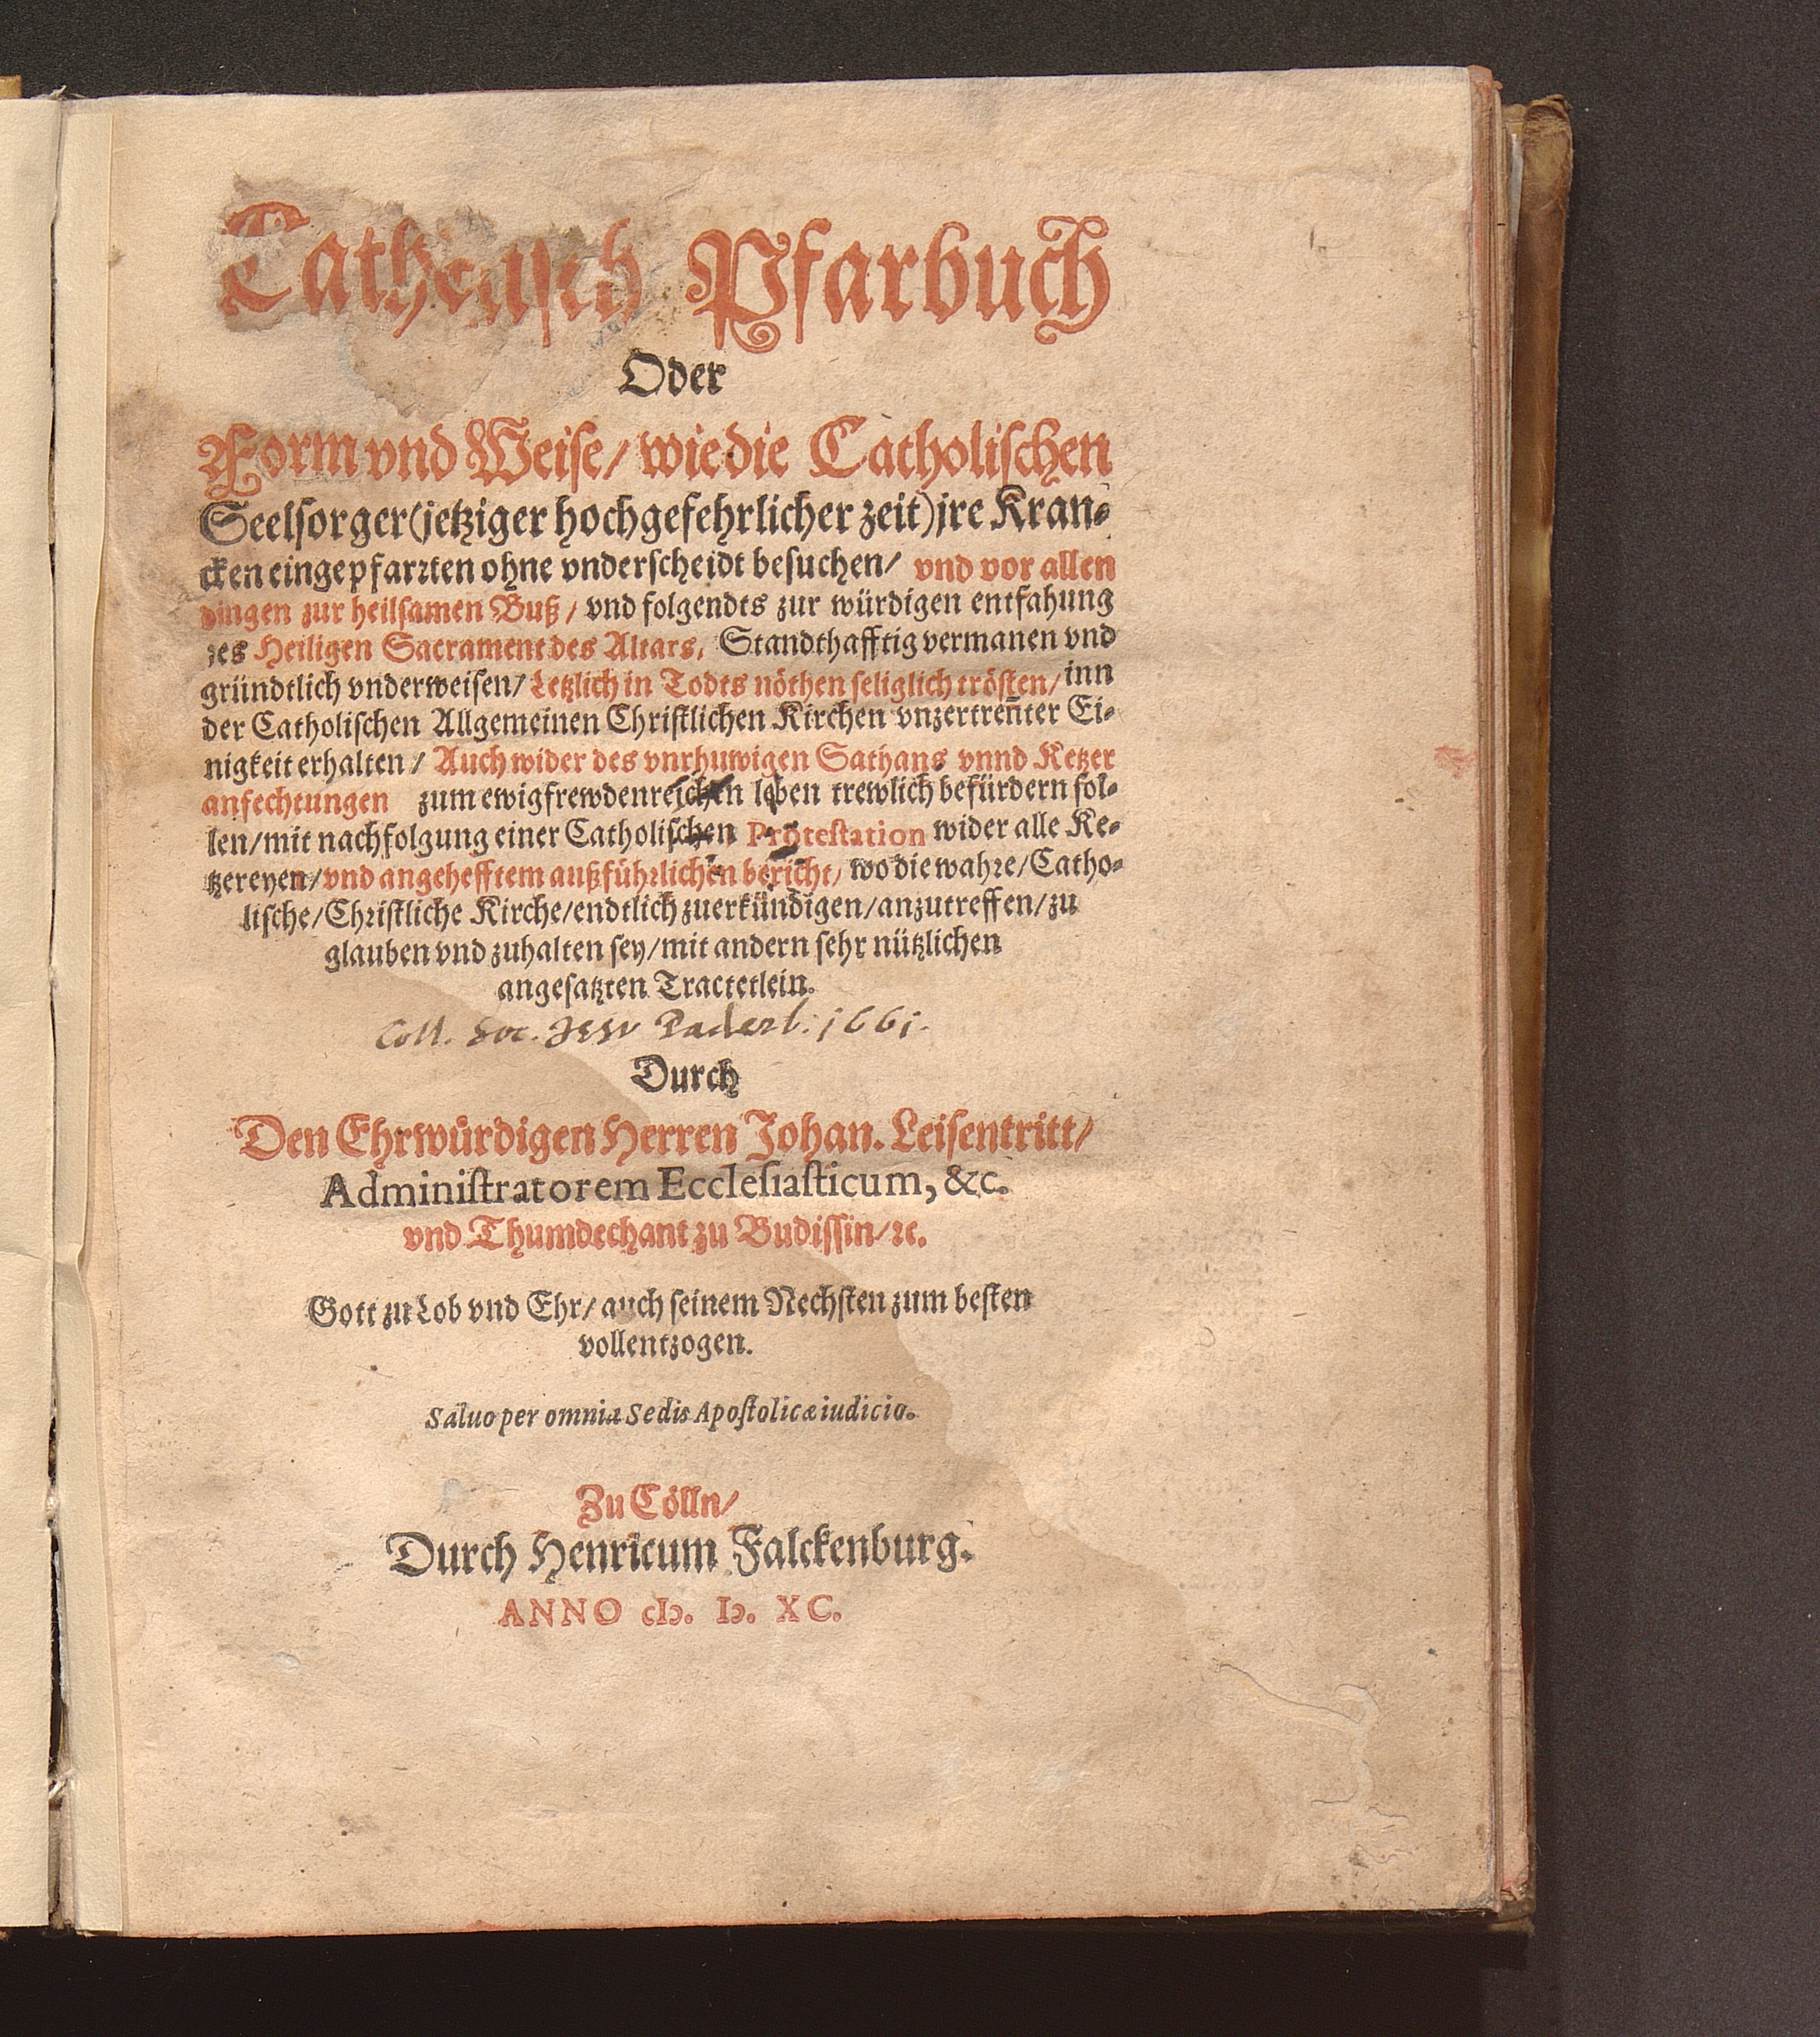 Catholisch Pfarbuch
Oder
Form vnd Weise/ wie die Catholischen
Seelsorger (jetziger hochgefehrlicher zeit) jre Kran-
cken eingepfarrten ohne vnderscheidt besuchen/ vnd vor allen
dingen zur heilsamen Buß/ vnd folgendts zur würdigen entfahung
des Heiligen Sacrament des Altars, Standthafftig vermanen vnd
gründtlich vnderweisen/ Letzlich in Todts nöthen seliglich trösten/ inn
der Catholischen Allgemeinen Christlichen Kirchen vnzertreñter Ei-
nigkeit erhalten/ Auch wider des vnrhuwigen Sathans vnnd Ketzer
anfechtungen zum ewigfrewdenreichen leben trewlich befürdern sol-
len/ mit nachfolgung einer Catholischen Protestation wider alle Ke-
tzereyen/ vnd angehefftem außführlichen bericht/ wo die wahre/ Catho-
lische/ Christliche Kirche/ endtlich zuerkündigen/ anzutreffen/ zu
glauben vnd zuhalten sey/ mit andern sehr nützlichen
angesatzten Tractetlein.
Coll. Soc. Jesu Paderb. 1661.
Durch
Den Ehrwürdigen Herren Johan. Leisentritt/
Administratorem Ecclesiasticum, &c.
vnd Thumdechant zu Budissin/ ꝛc.
Gott zu Lob vnd Ehr/ auch seinem Nechsten zum besten
vollentzogen.
Saluo per omnia Sedis Apostolicæ iudicio.
Zu Cölln/
Durch Henricum Falckenburg.
ANNO cIↄ. Iↄ. XC.